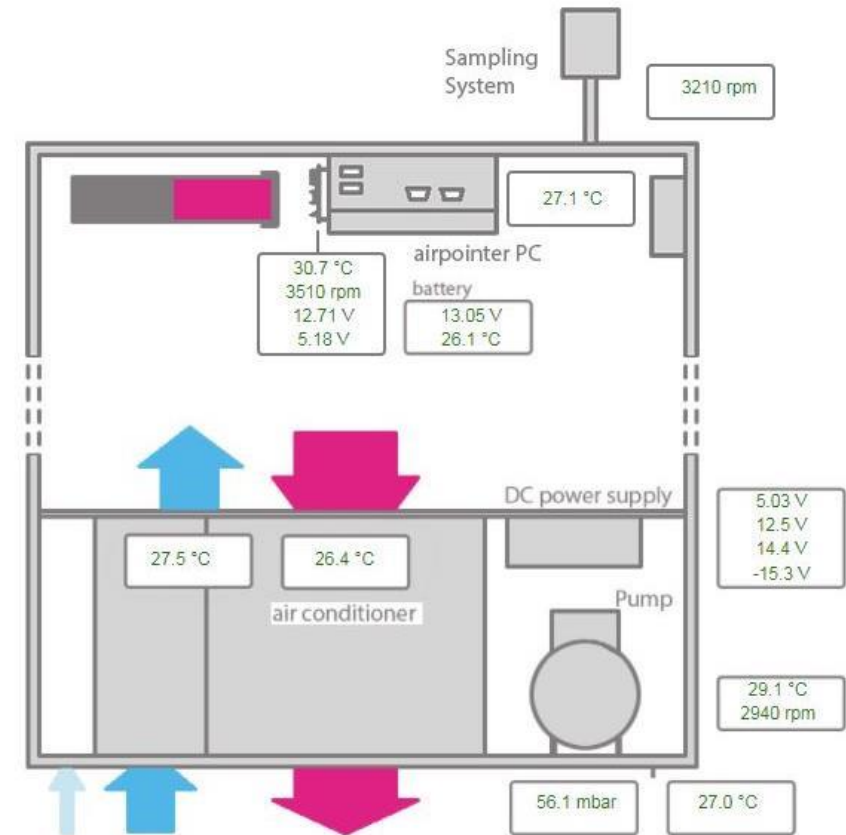 Sampling
System
3210 rpm
27.1 °C
airpointer PC
30.7 °C
3510 rpm
12.71 V
5.18 V
battery
13.05 V
26.1 °C
DC power supply
5.03 V
12.5 V
14.4 V
-15.3 V
27.5 °C
26.4 °C
air conditioner
Pump
29.1 °C
2940 rpm
56.1 mbar
27.0 °C